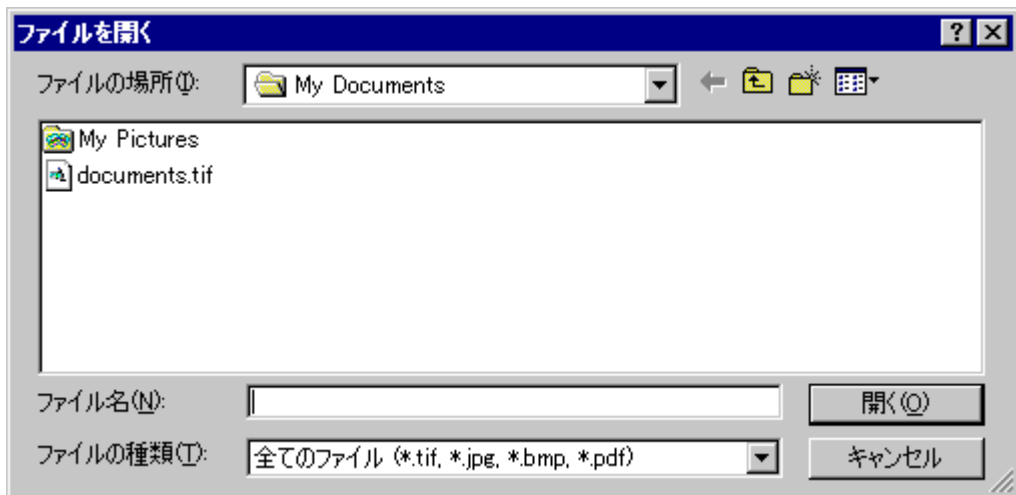 ファイルを開く
ファイルの場所(I):
My Documents
My Pictures
documents.tif
ファイル名(N):
開く(O)
ファイルの種類(T):
全てのファイル (*.tif, *.jpg, *.bmp, *.pdf)
キャンセル